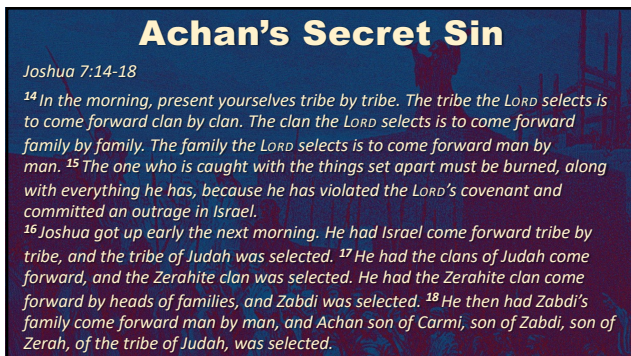 Achan’s Secret Sin
Joshua 7:14-18
14 In the morning, present yourselves tribe by tribe. The tribe the LORD selects is
to come forward clan by clan. The clan the LORD selects is to come forward
family by family. The family the LORD selects is to come forward man by
man. 15 The one who is caught with the things set apart must be burned, along
with everything he has, because he has violated the LORD’s covenant and
committed an outrage in Israel.
16 Joshua got up early the next morning. He had Israel come forward tribe by
tribe, and the tribe of Judah was selected. 17 He had the clans of Judah come
forward, and the Zerahite clan was selected. He had the Zerahite clan come
forward by heads of families, and Zabdi was selected. 18 He then had Zabdi’s
family come forward man by man, and Achan son of Carmi, son of Zabdi, son of
Zerah, of the tribe of Judah, was selected.